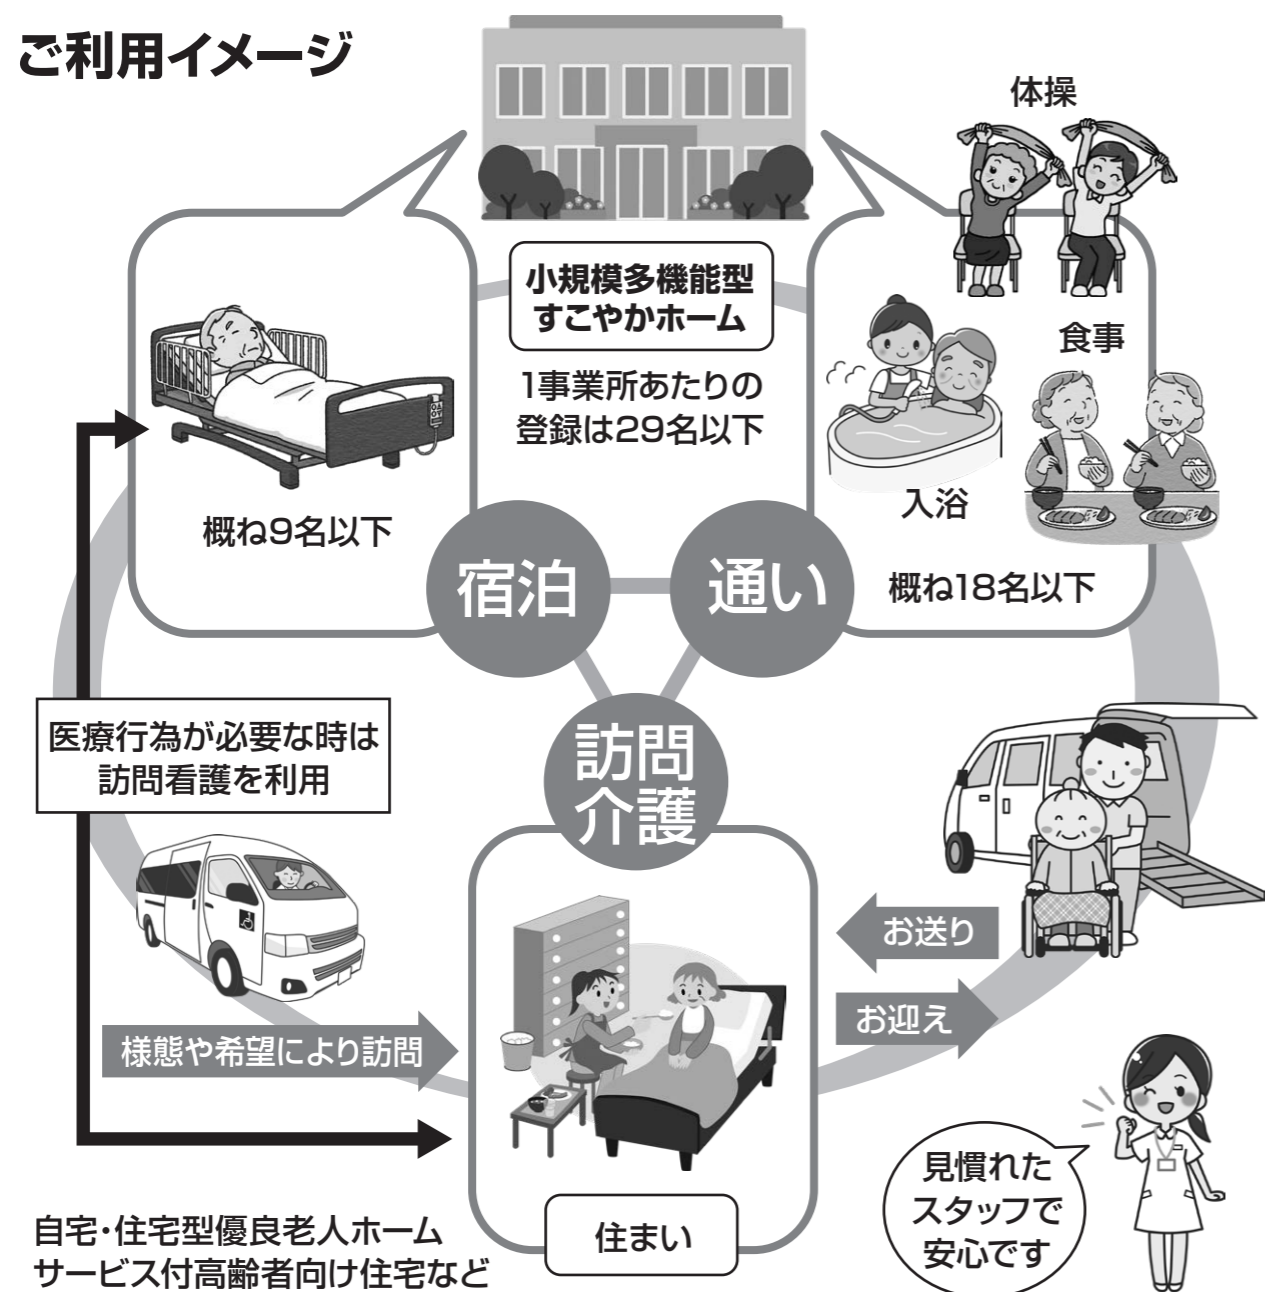 ご利用イメージ
体操
小規模多機能型
すこやかホーム
1事業所あたりの
登録は29名以下
食事
入浴
概ね9名以下
概ね18名以下
宿泊
通い
訪問
介護
医療行為が必要な時は
訪問看護を利用
お送り
お迎え
様態や希望により訪問
住まい
自宅・住宅型優良老人ホーム
サービス付高齢者向け住宅など
見慣れた
スタッフで
安心です